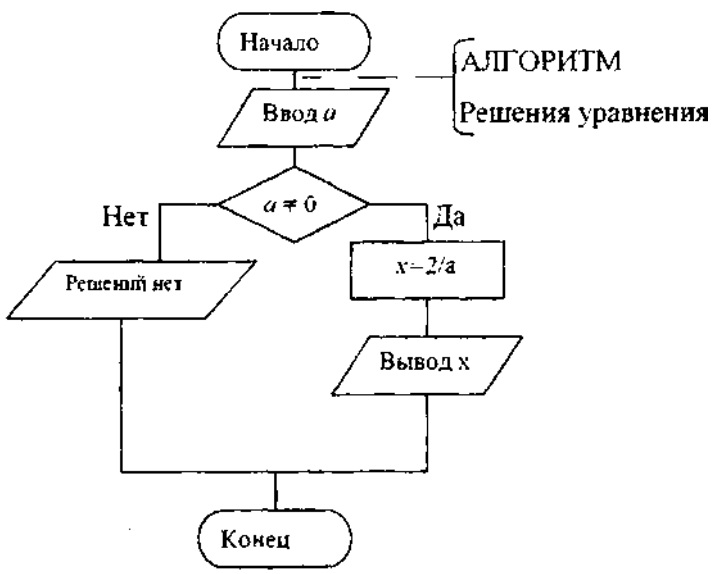 Начало
АЛГОРИТМ
Решения уравнения
Ввод a
a ≠ 0
Нет
Да
Решений нет
x=2/a
Вывод x
Конец